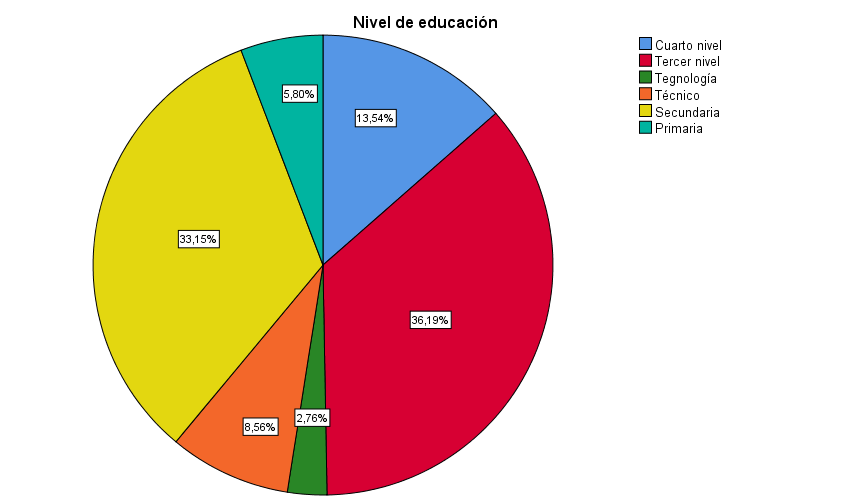 Nivel de educación
Cuarto nivel
Tercer nivel
Tegnología
Técnico
Secundaria
Primaria
5,80%
13,54%
33,15%
36,19%
2,76%
8,56%